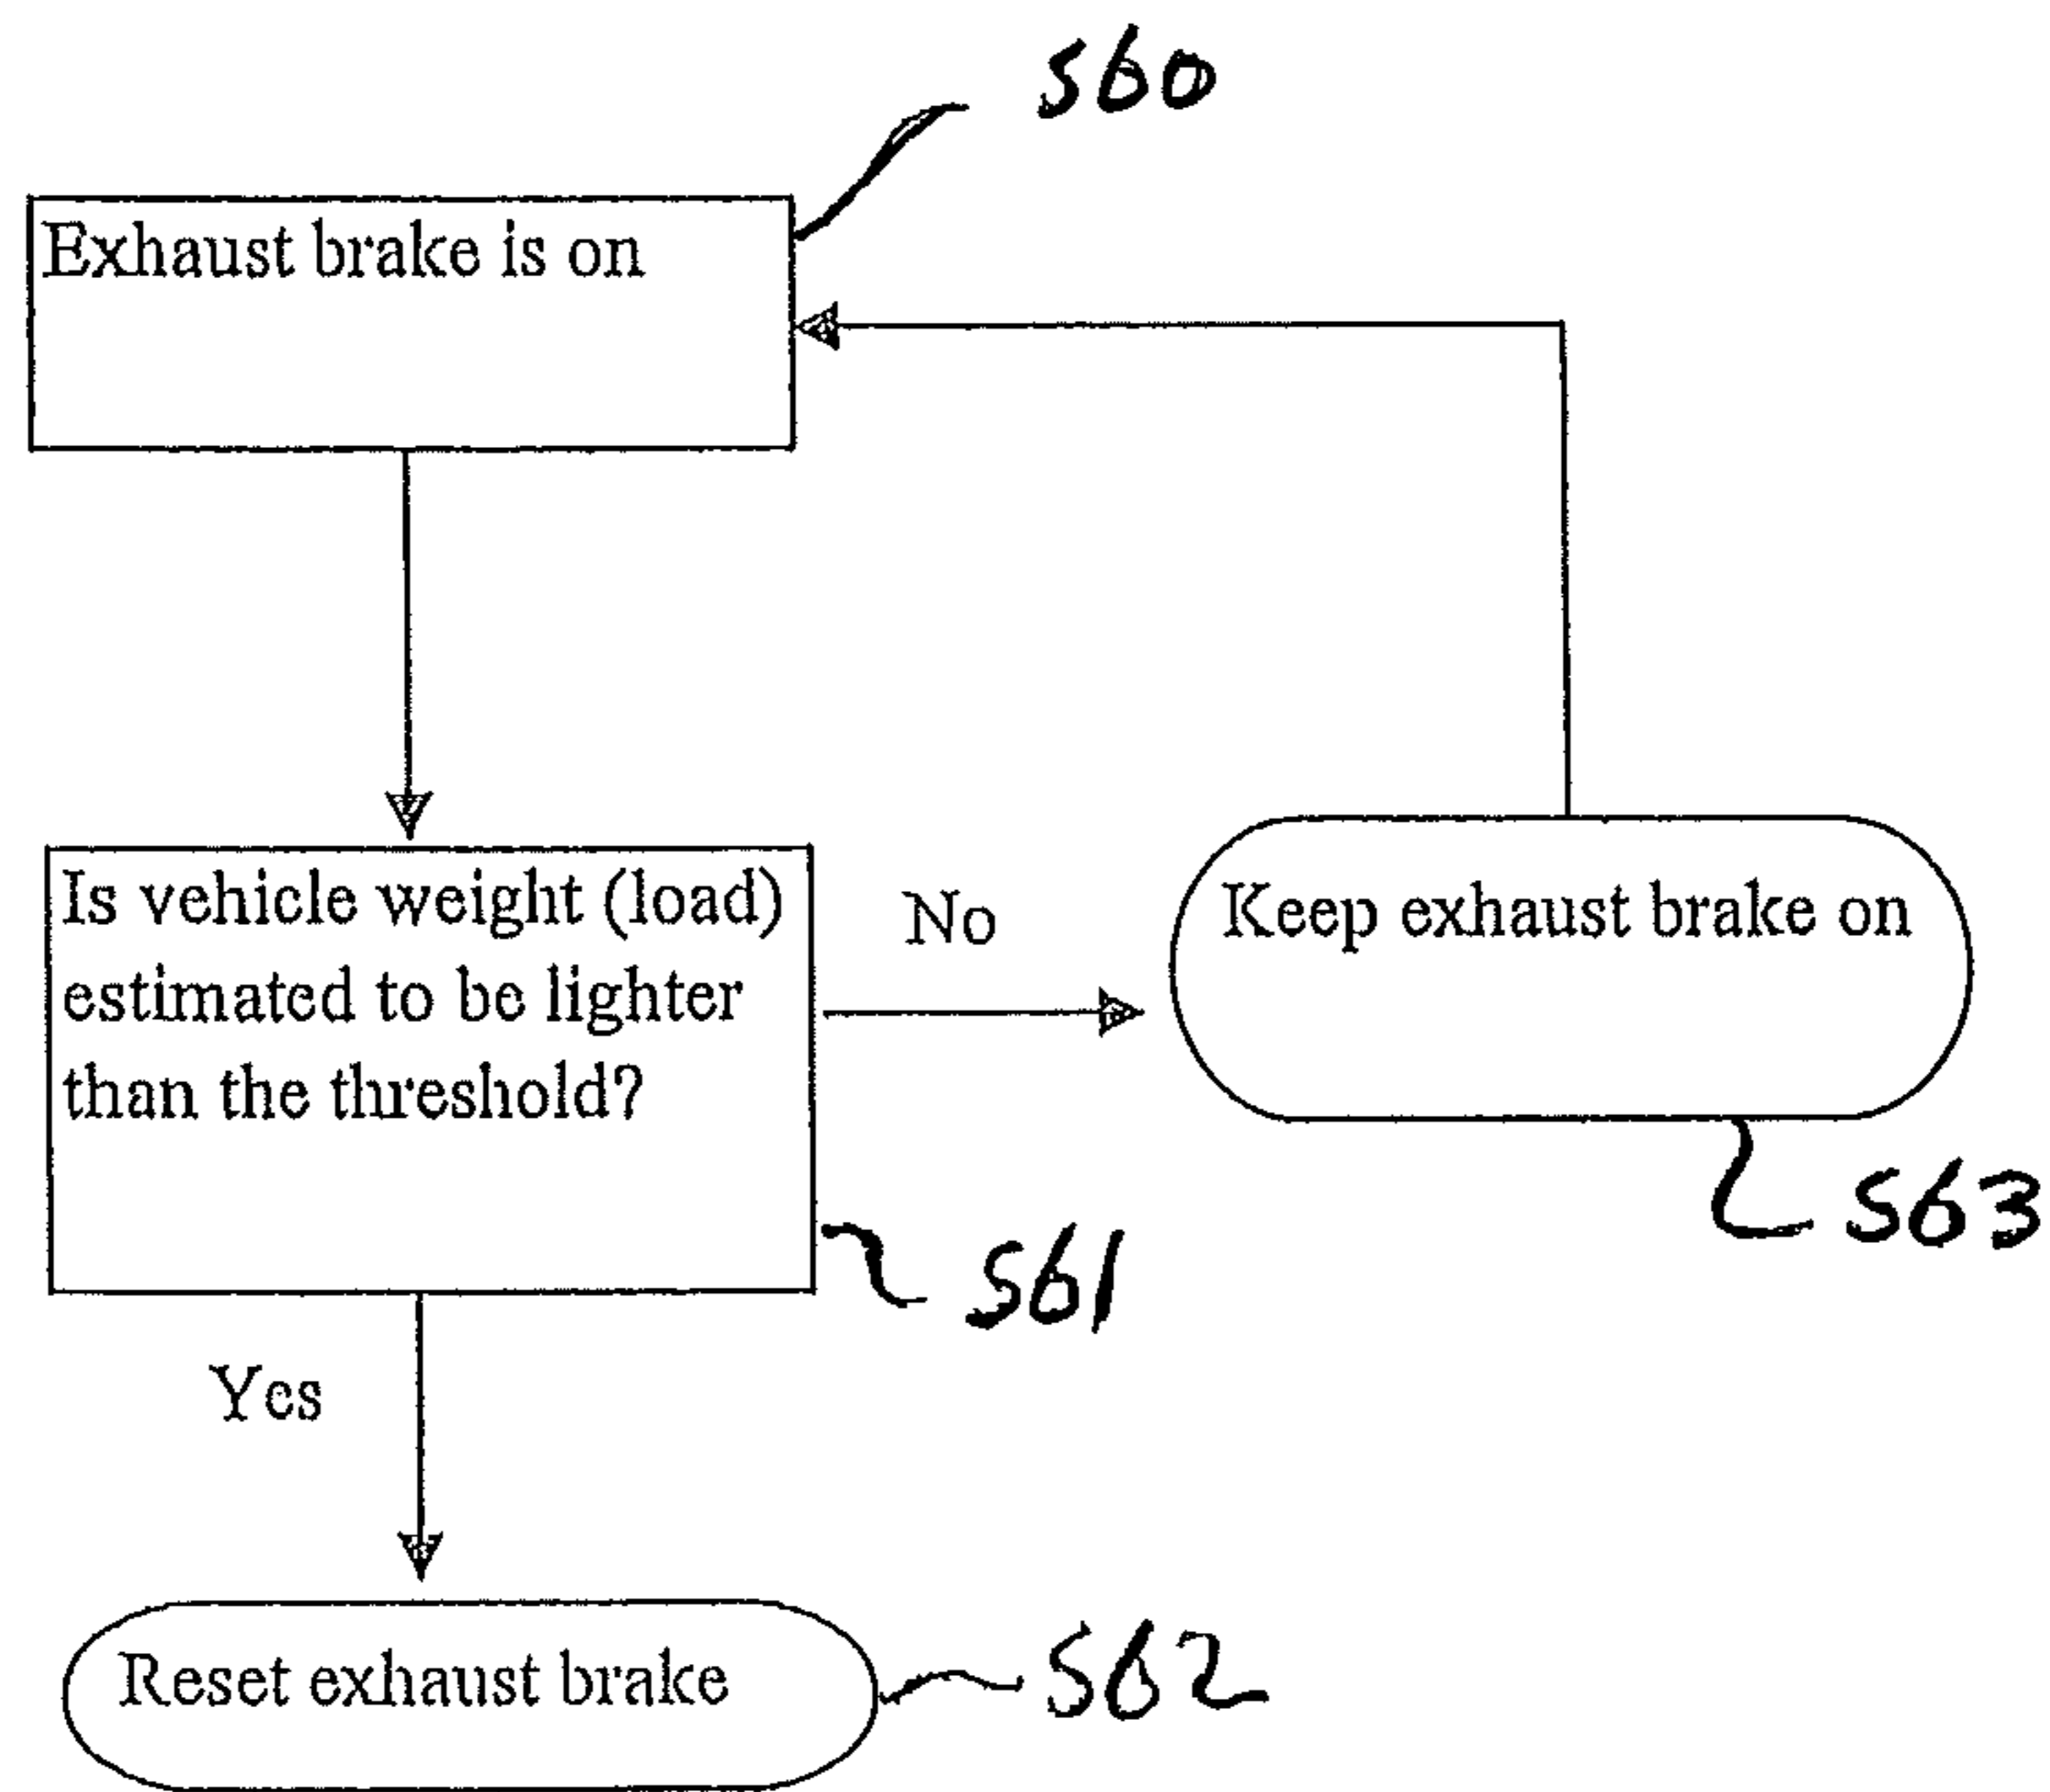 S60
Exhaust brake is on
Is vehicle weight (load)
estimated to be lighter
than the threshold?
No
Keep exhaust brake on
S63
S61
Yes
Reset exhaust brake
S62